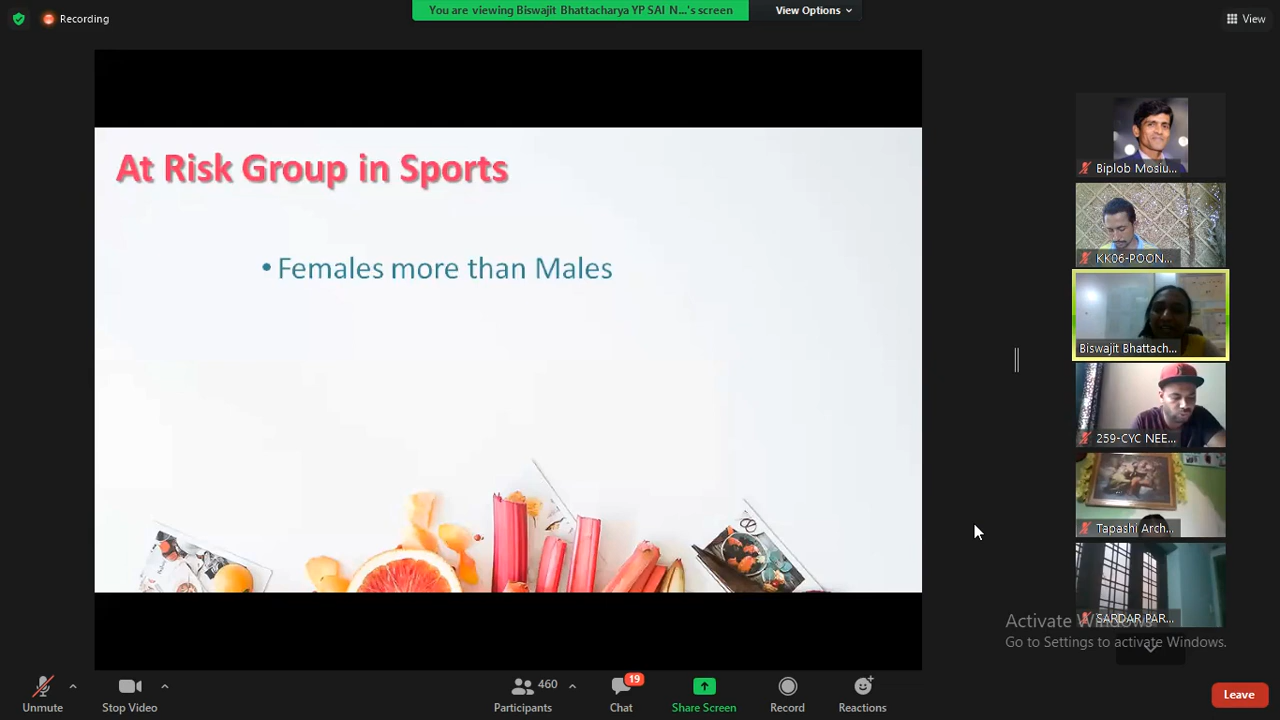 Recording
You are viewing Biswajit Bhattacharya YP SAI N...'s screen
View Options
View
At Risk Group in Sports
• Females more than Males
Biplob Mosiu...
KK06-POON...
Biswajit Bhattach...
259-CYC NEE...
Tapashi Arch...
SARDAR PAR...
Activate Windows
Go to Settings to activate Windows.
Unmute
Stop Video
460
Participants
19
Chat
Share Screen
Record
Reactions
Leave